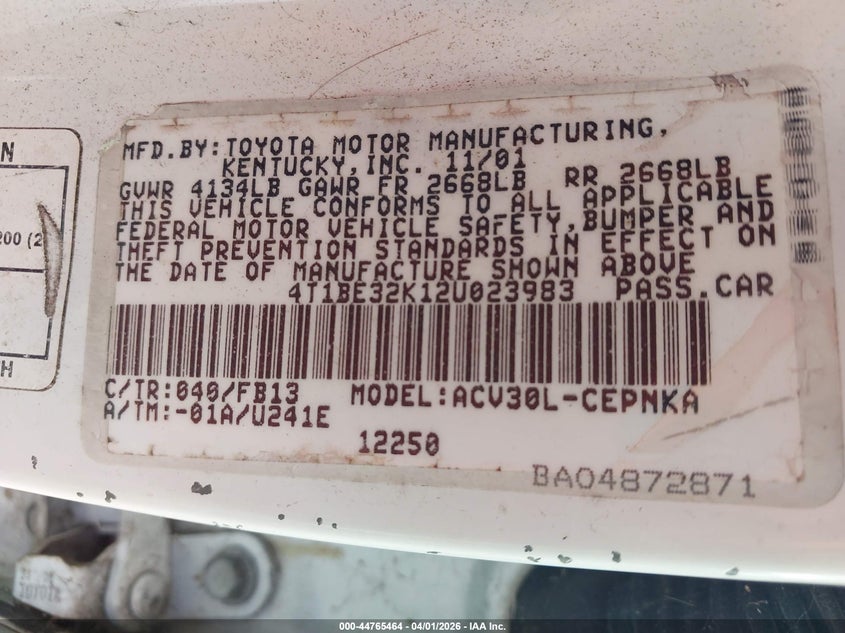 MFD.BY:TOYOTA MOTOR MANUFACTURING,
KENTUCKY,INC. 11/01
GVWR 4134LB GAWR FR 2668LB RR 2668LB
THIS VEHICLE CONFORMS TO ALL APPLICABLE
FEDERAL MOTOR VEHICLE SAFETY,BUMPER AND
THEFT PREVENTION STANDARDS IN EFFECT ON
THE DATE OF MANUFACTURE SHOWN ABOVE
4T1BE32K12U023983 PASS.CAR
C/TR:040/FB13 MODEL:ACV30L-CEPNKA
A/TM:-01A/U241E
12250
BA04872871
N
200 (2
H
000-44765464 - 04/01/2026 - IAA Inc.